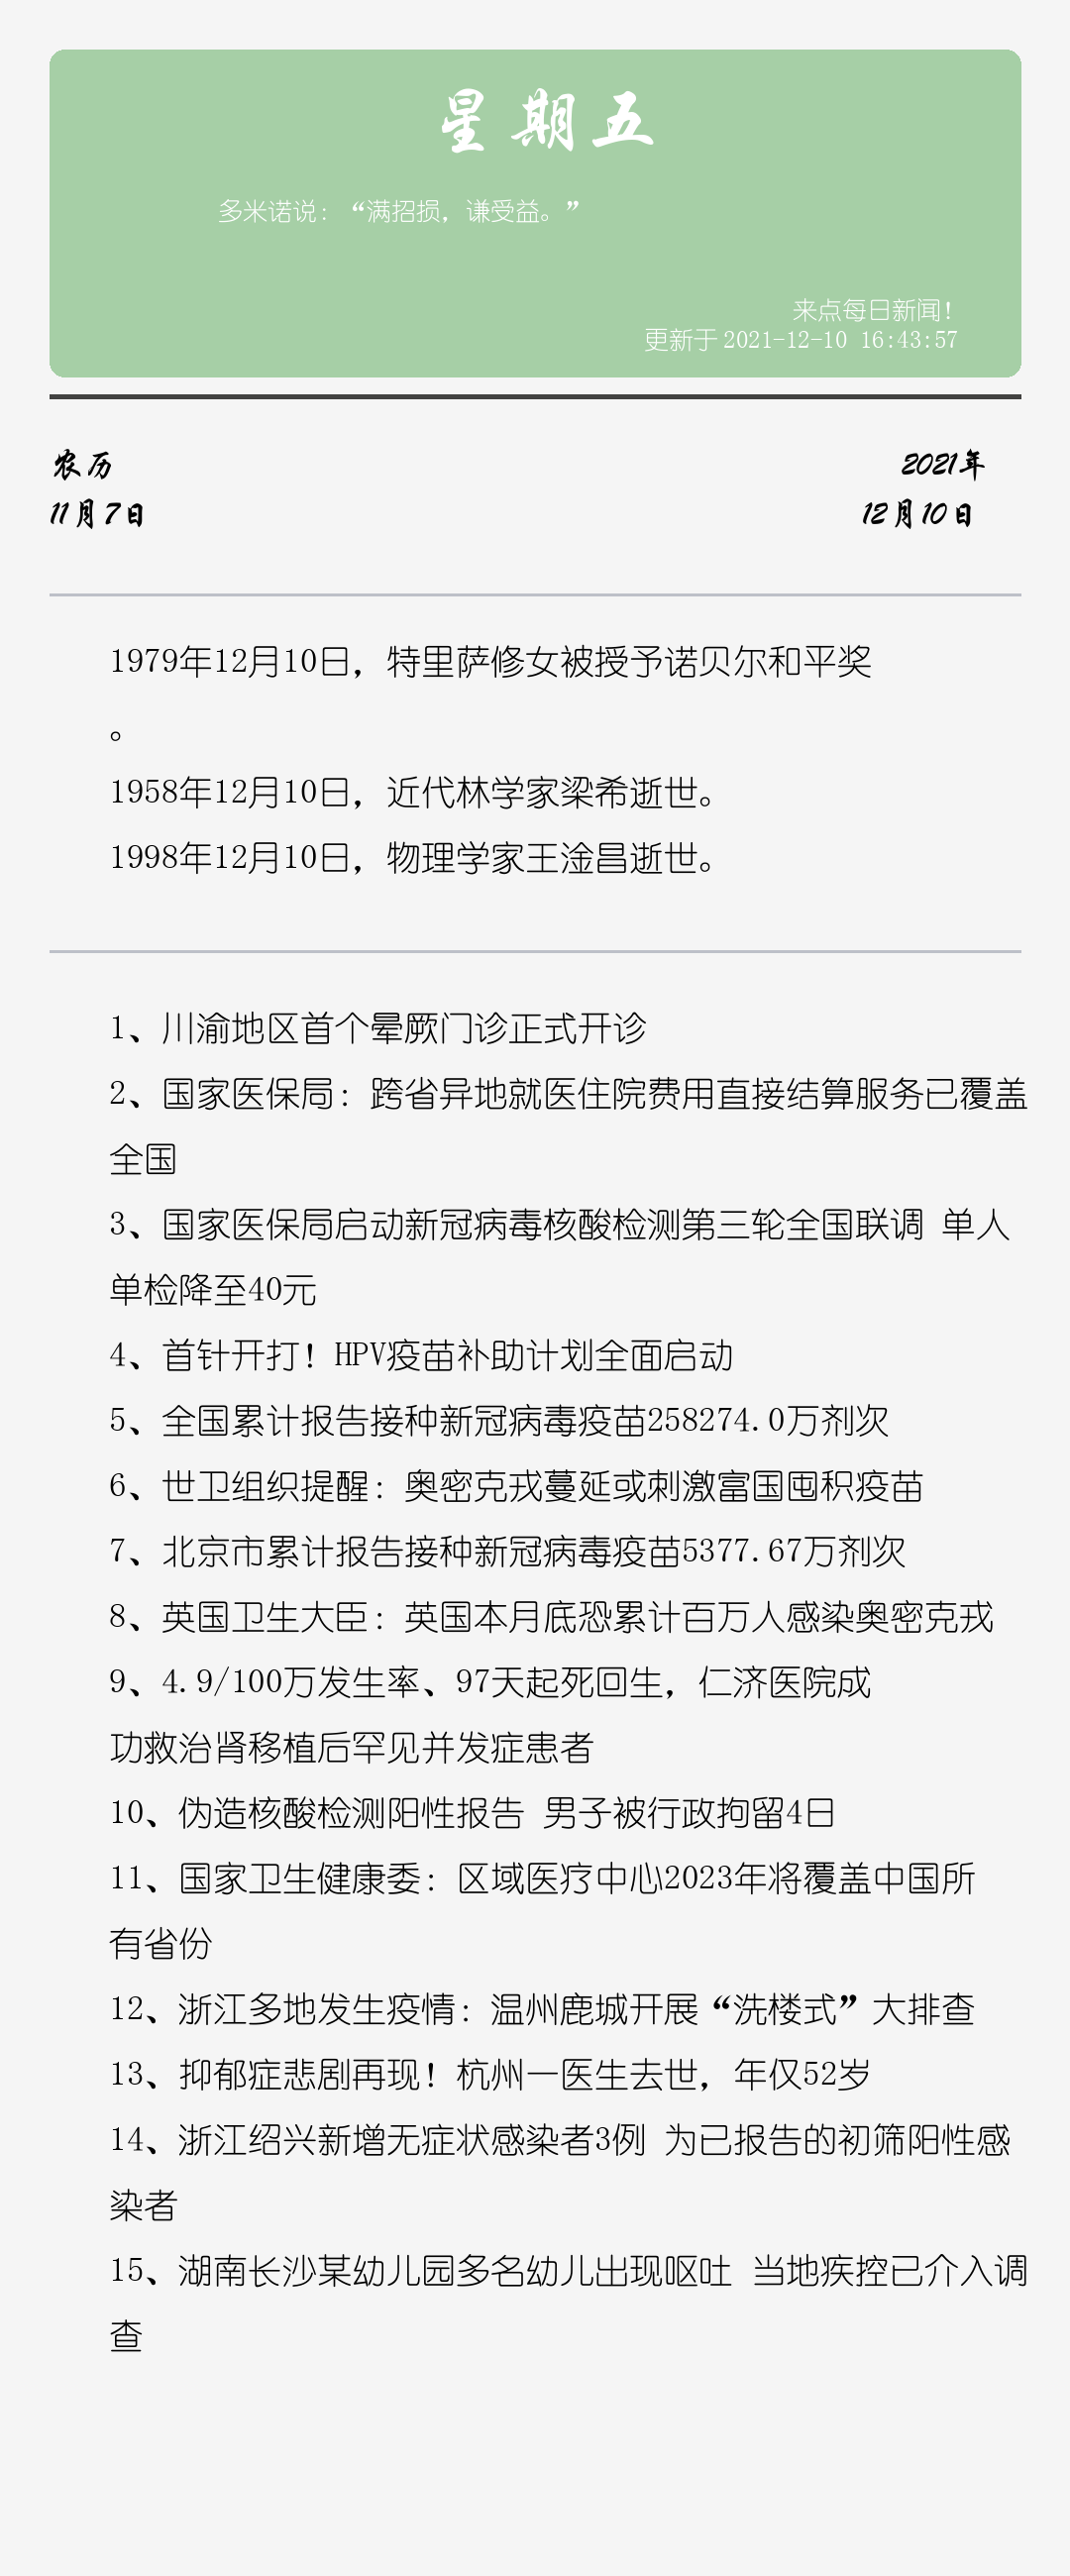 星期五
多米诺说：“满招损，谦受益。”
来点每日新闻！
更新于 2021-12-10 16:43:57
农历
2021年
11月7日
12月10日
1979年12月10日，特里萨修女被授予诺贝尔和平奖
。
1958年12月10日，近代林学家梁希逝世。
1998年12月10日，物理学家王淦昌逝世。
1、川渝地区首个晕厥门诊正式开诊
2、国家医保局：跨省异地就医住院费用直接结算服务已覆盖
全国
3、国家医保局启动新冠病毒核酸检测第三轮全国联调 单人
单检降至40元
4、首针开打！HPV疫苗补助计划全面启动
5、全国累计报告接种新冠病毒疫苗258274.0万剂次
6、世卫组织提醒：奥密克戎蔓延或刺激富国囤积疫苗
7、北京市累计报告接种新冠病毒疫苗5377.67万剂次
8、英国卫生大臣：英国本月底恐累计百万人感染奥密克戎
9、4.9/100万发生率、97天起死回生，仁济医院成
功救治肾移植后罕见并发症患者
10、伪造核酸检测阳性报告 男子被行政拘留4日
11、国家卫生健康委：区域医疗中心2023年将覆盖中国所
有省份
12、浙江多地发生疫情：温州鹿城开展“洗楼式”大排查
13、抑郁症悲剧再现！杭州一医生去世，年仅52岁
14、浙江绍兴新增无症状感染者3例 为已报告的初筛阳性感
染者
15、湖南长沙某幼儿园多名幼儿出现呕吐 当地疾控已介入调
查